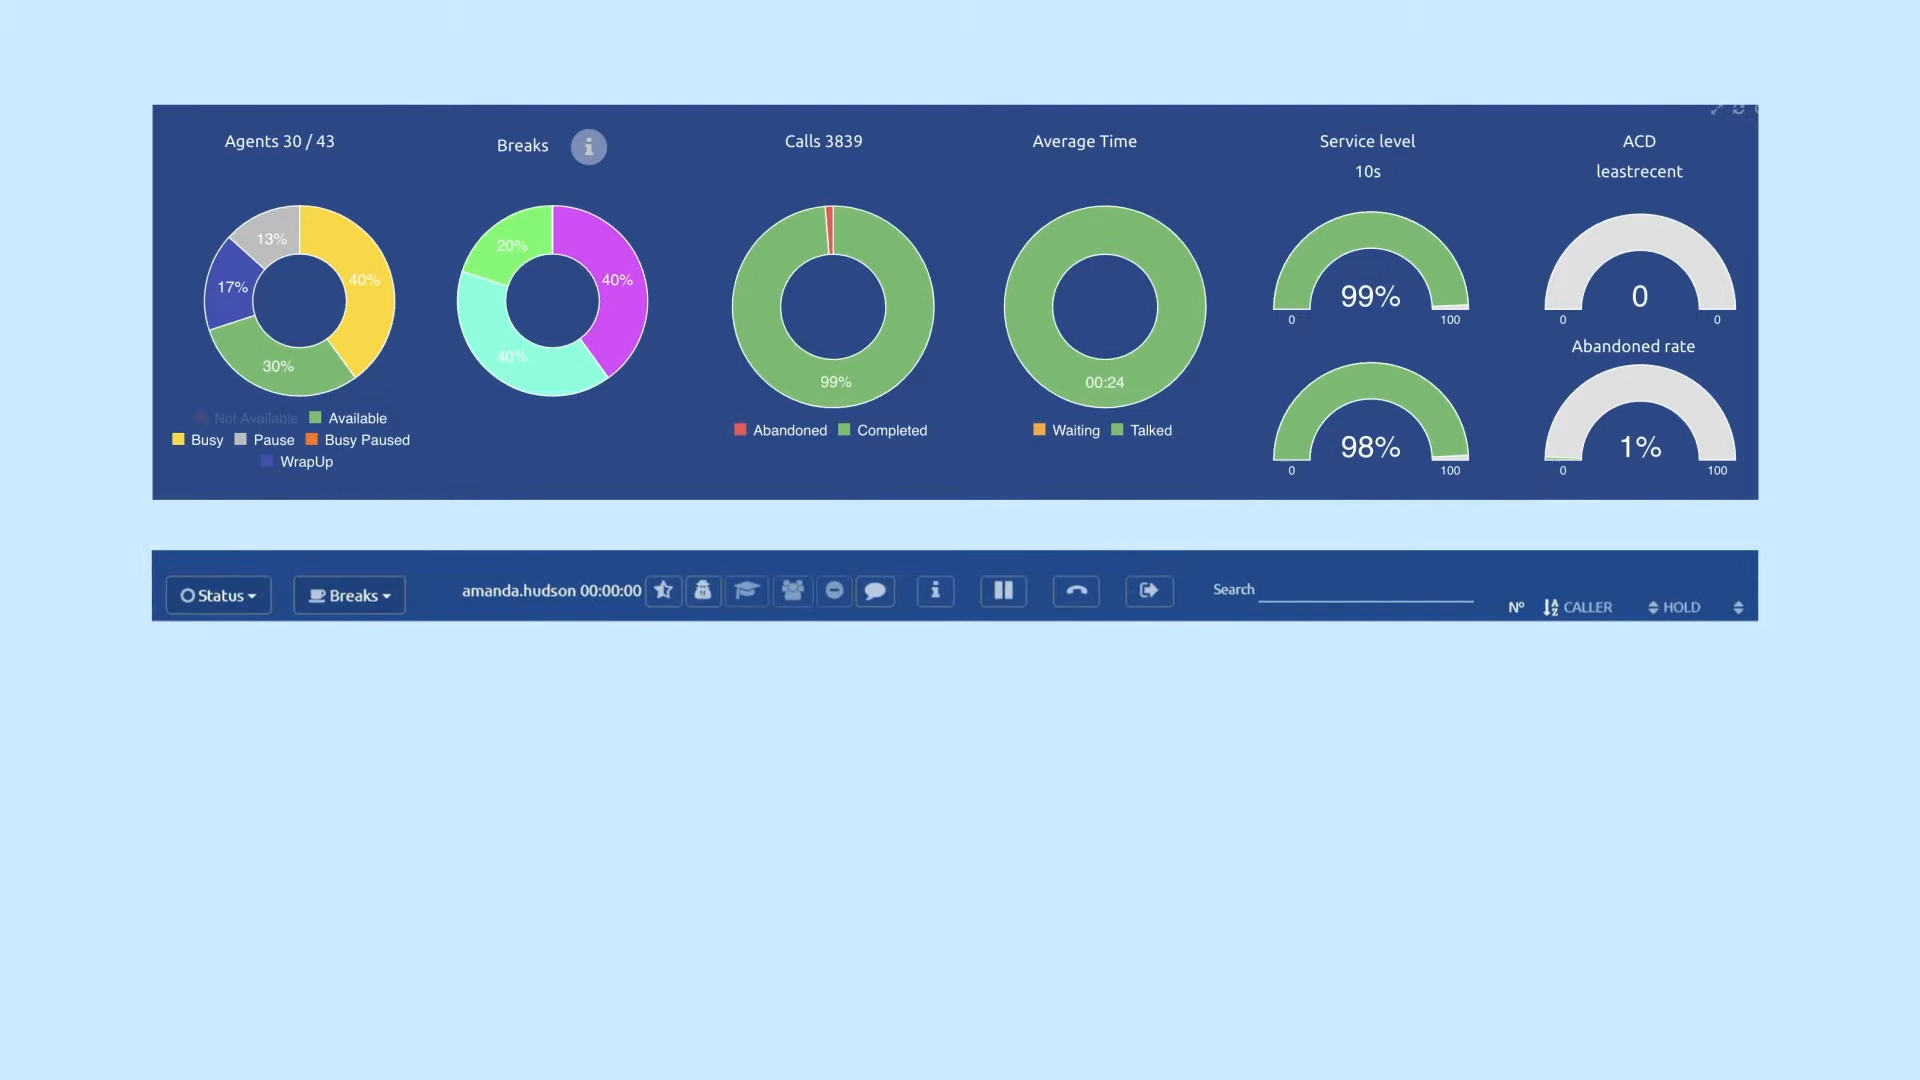 Agents 30 / 43
Breaks
Calls 3839
Average Time
Service level
10s
ACD
leastrecent
13%
40%
17%
30%
20%
40%
40%
99%
00:24
99%
0 100
0
0 0
Abandoned rate
98%
0 100
1%
0 100
Not Available Available
Busy Pause Busy Paused
WrapUp
Abandoned Completed
Waiting Talked
Status
Breaks
amanda.hudson 00:00:00
Search
Nº
CALLER
HOLD